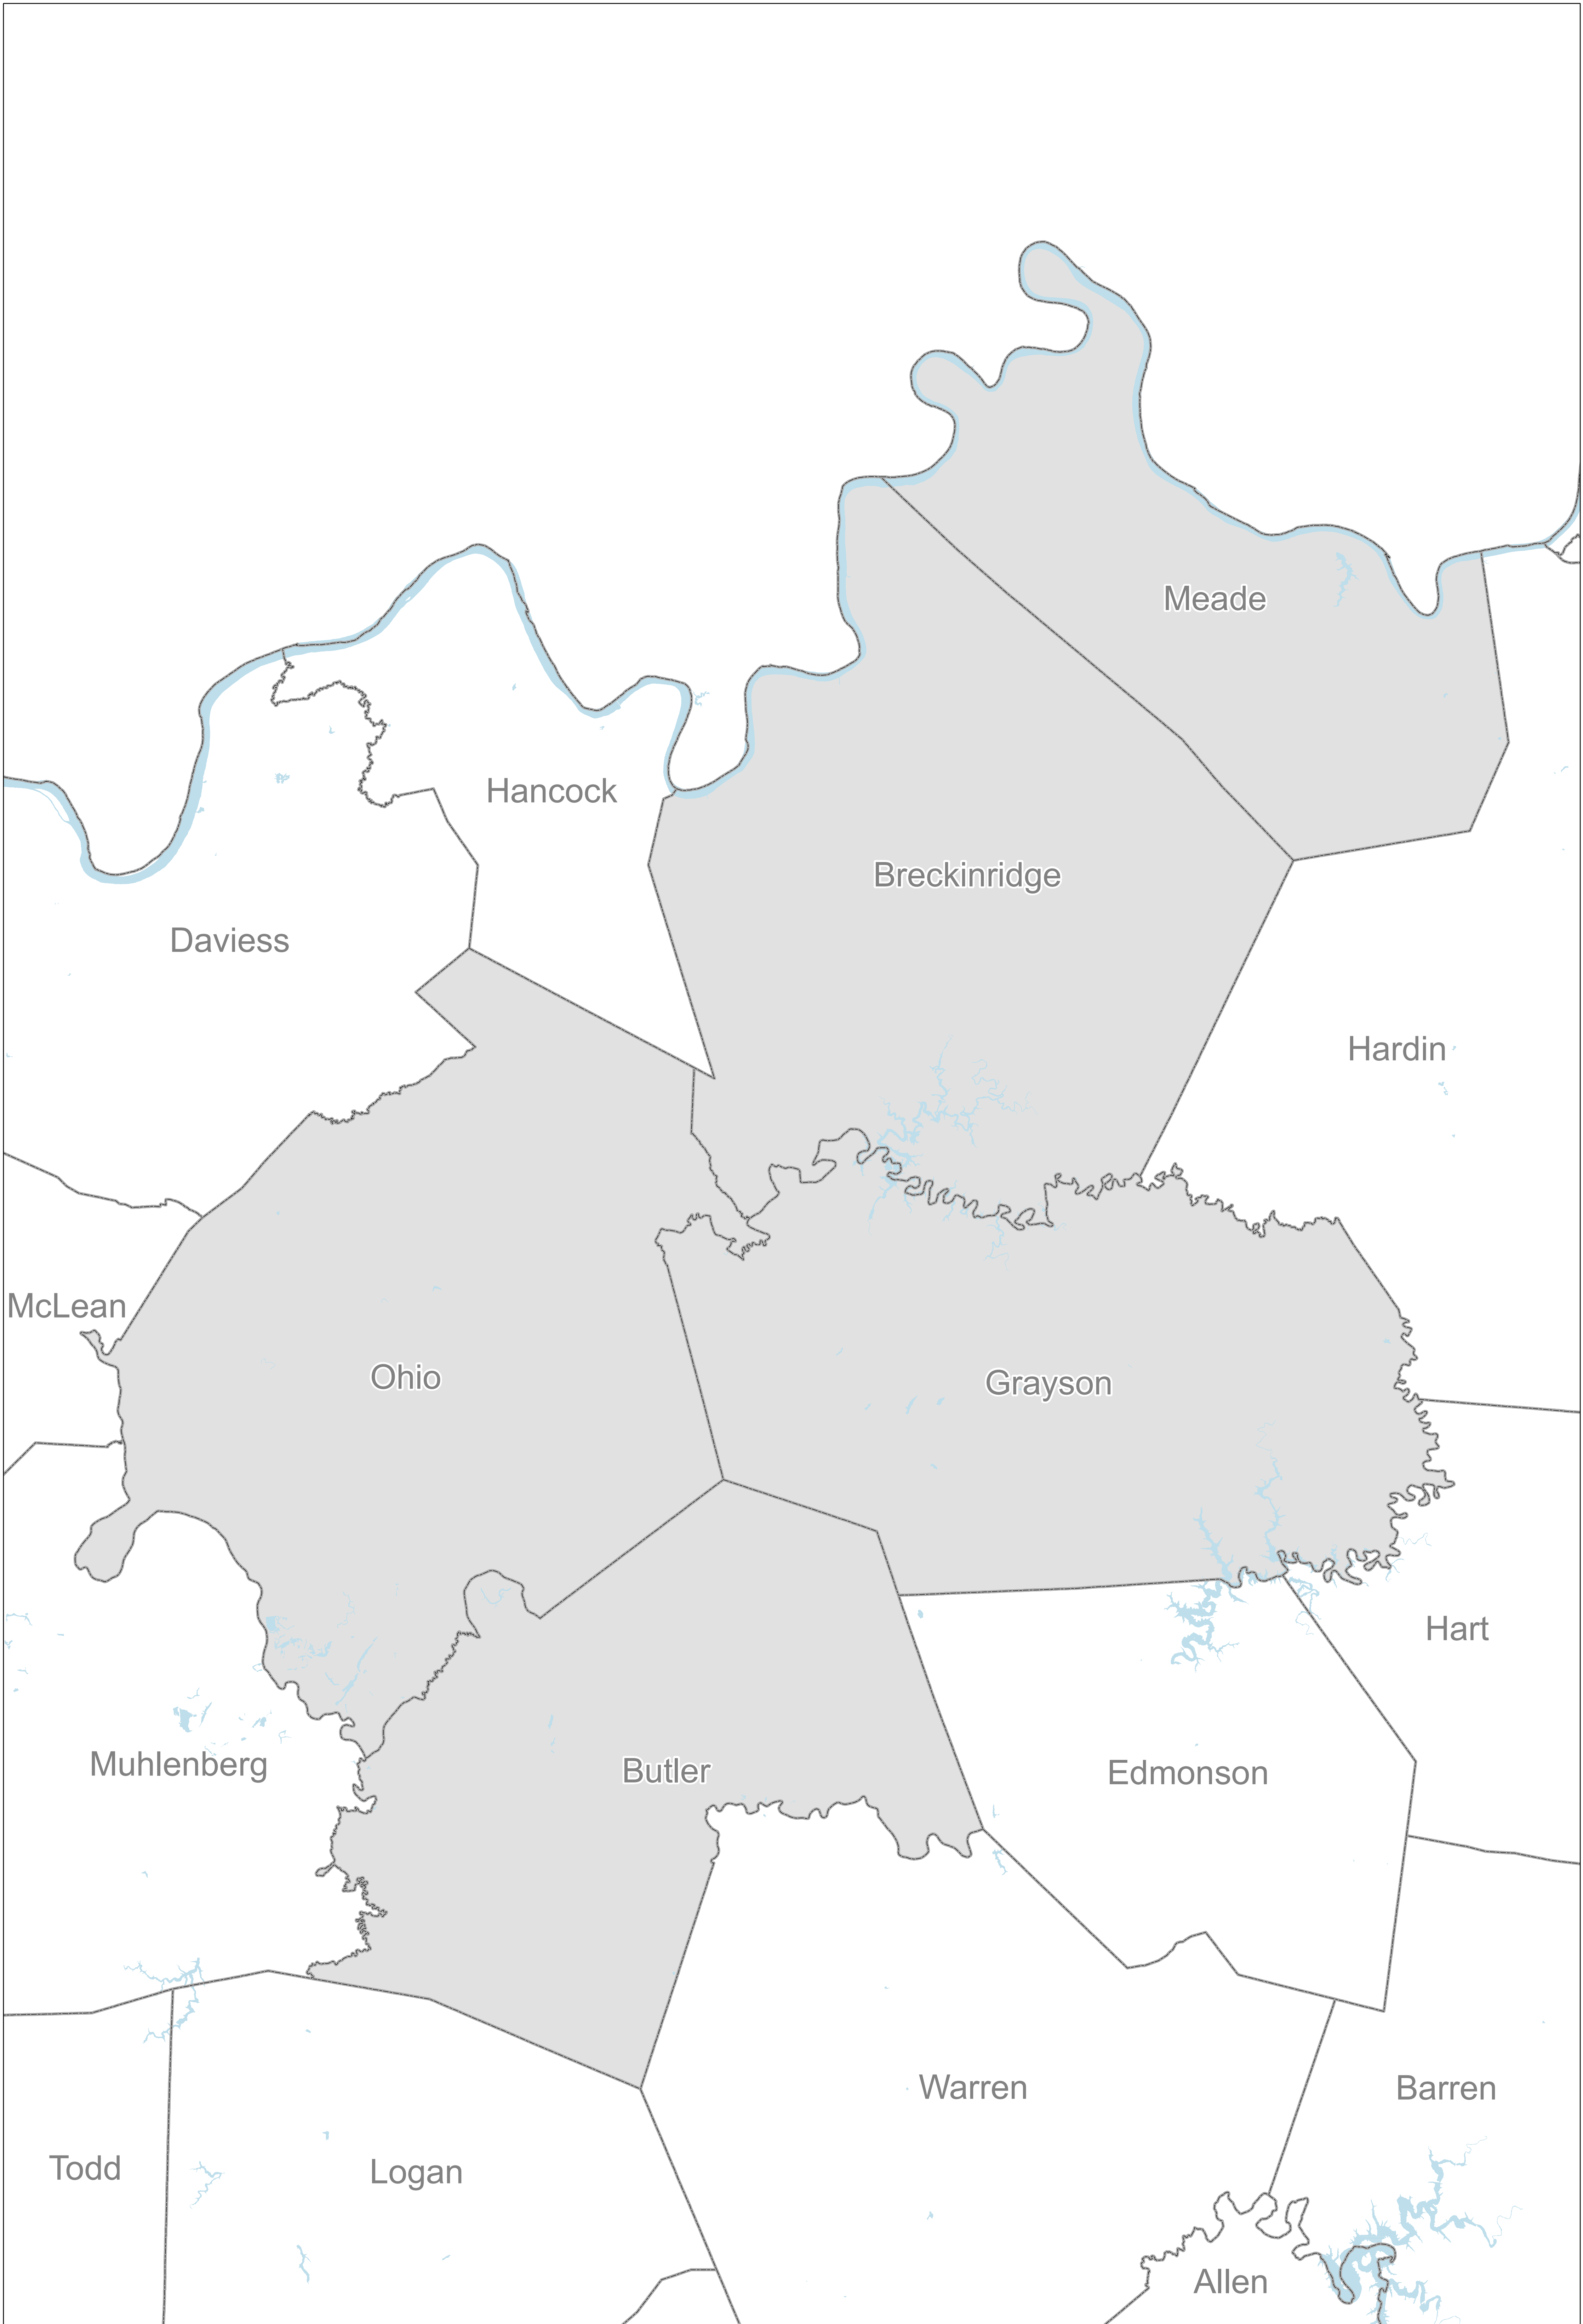 Meade
Hancock
Breckinridge
Daviess
Hardin
McLean
Ohio
Grayson
Hart
Muhlenberg
Butler
Edmonson
Warren
Barren
Todd
Logan
Allen